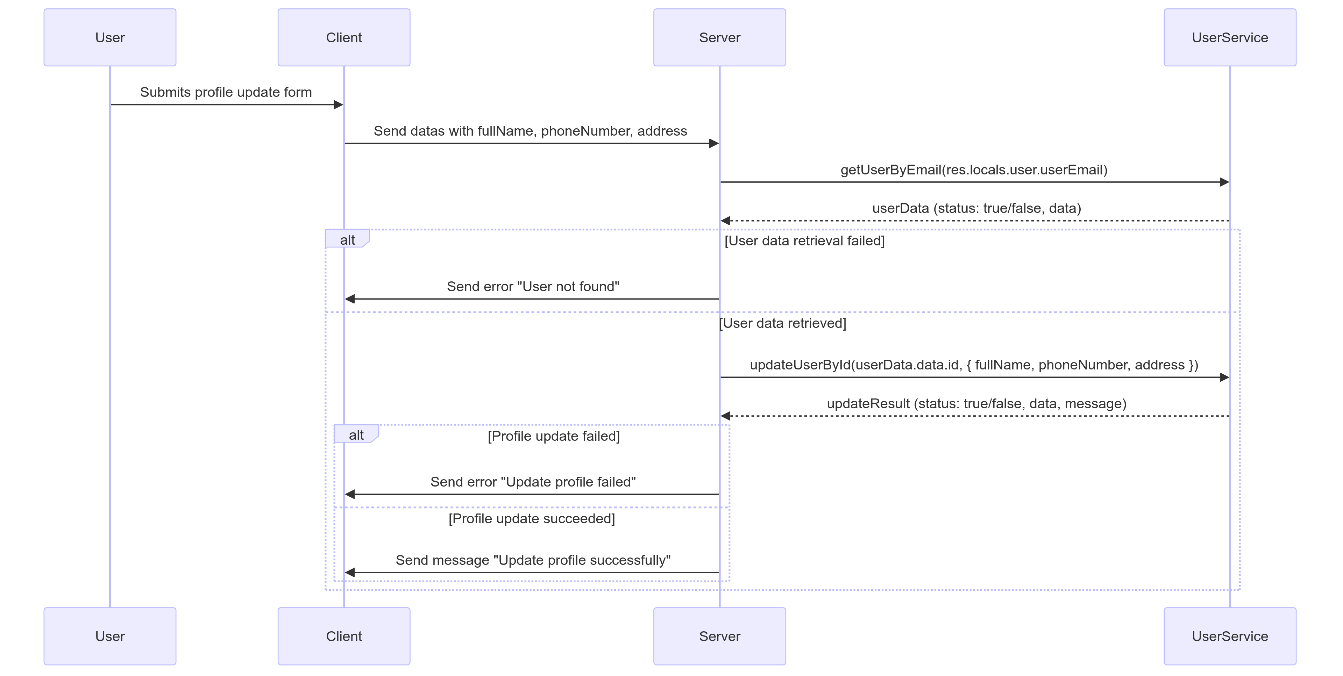 User
Client
Server
UserService
Submits profile update form
Send datas with fullName, phoneNumber, address
getUserByEmail(res.locals.user.userEmail)
userData (status: true/false, data)
alt
[User data retrieval failed]
Send error "User not found"
[User data retrieved]
updateUserById(userData.data.id, { fullName, phoneNumber, address })
updateResult (status: true/false, data, message)
alt
[Profile update failed]
Send error "Update profile failed"
[Profile update succeeded]
Send message "Update profile successfully"
User
Client
Server
UserService